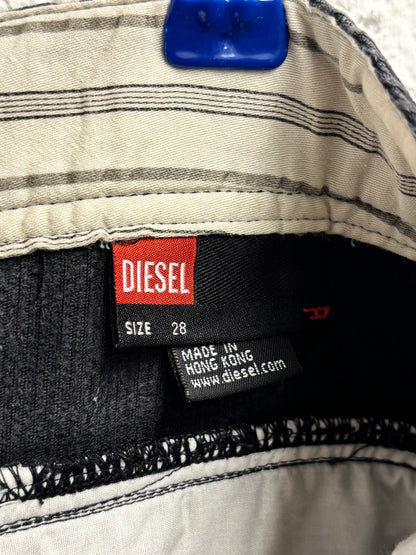 DIESEL
SIZE 28
MADE IN
HONG KONG
www.diesel.com